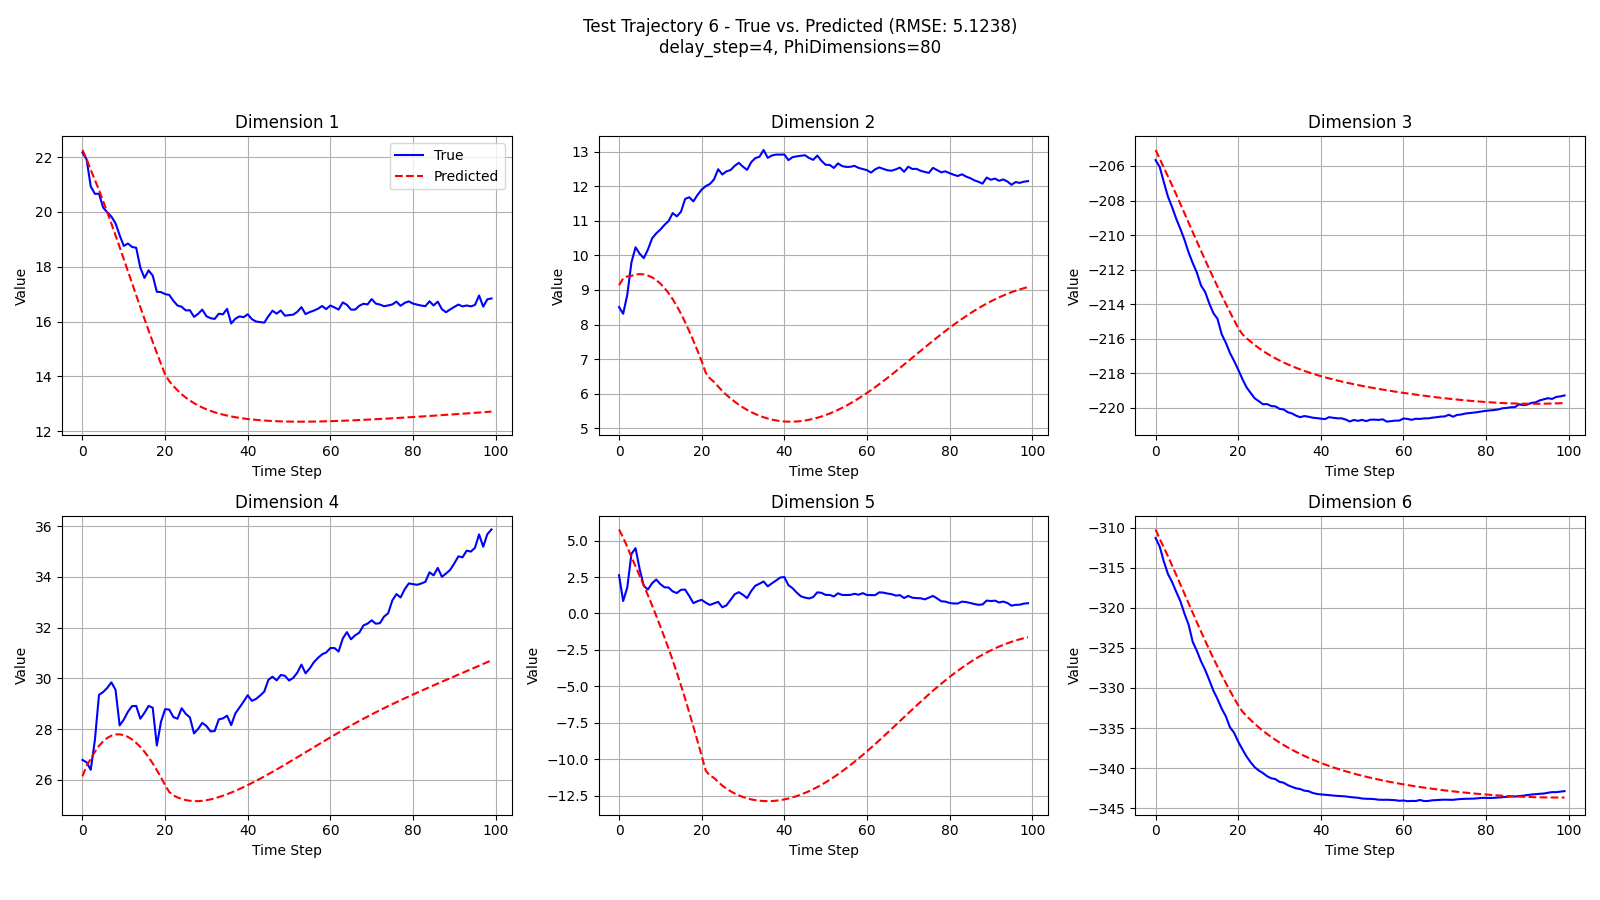 Test Trajectory 6 - True vs. Predicted (RMSE: 5.1238)
delay_step=4, PhiDimensions=80
Dimension 1
Value
22
20
18
16
14
12
0 20 40 60 80 100
Time Step
True
Predicted
Dimension 2
Value
13
12
11
10
9
8
7
6
5
0 20 40 60 80 100
Time Step
Dimension 3
Value
−206
−208
−210
−212
−214
−216
−218
−220
0 20 40 60 80 100
Time Step
Dimension 4
Value
36
34
32
30
28
26
0 20 40 60 80 100
Time Step
Dimension 5
Value
5.0
2.5
0.0
−2.5
−5.0
−7.5
−10.0
−12.5
0 20 40 60 80 100
Time Step
Dimension 6
Value
−310
−315
−320
−325
−330
−335
−340
−345
0 20 40 60 80 100
Time Step